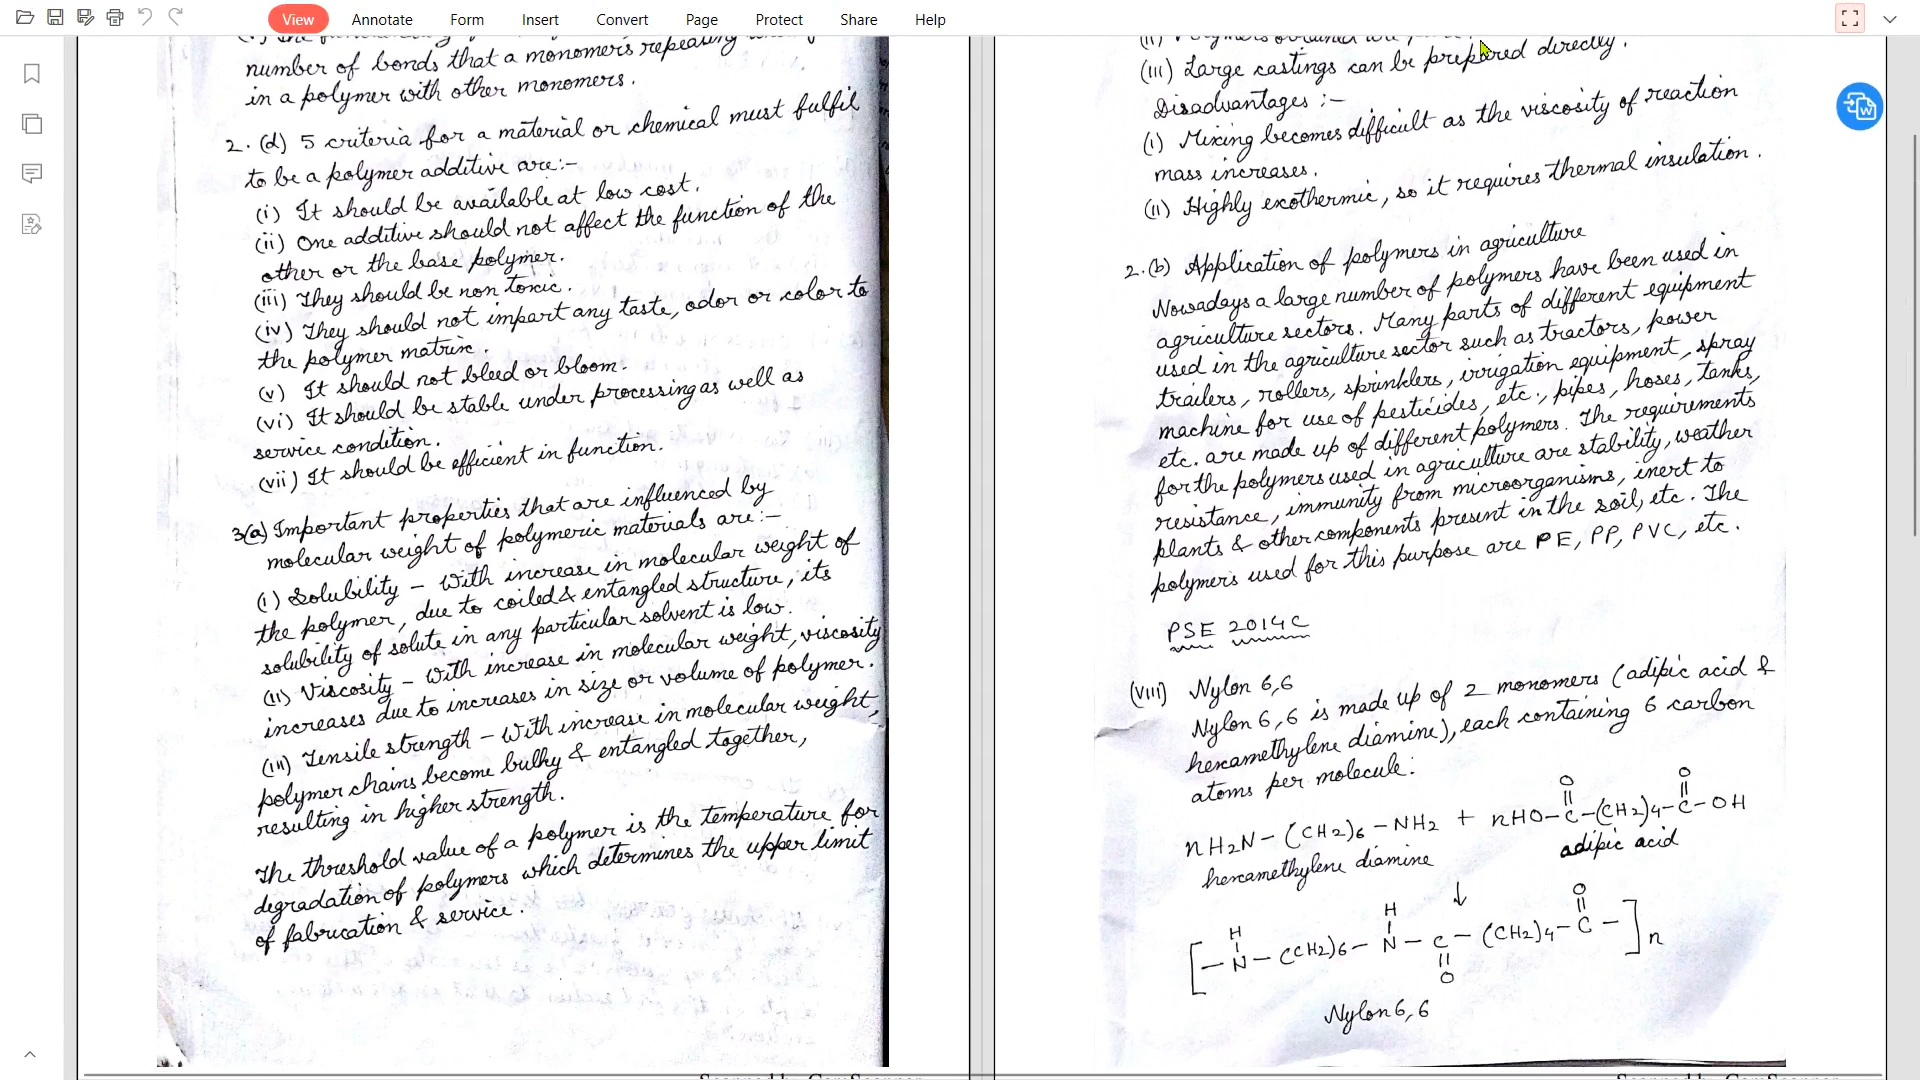 View
Annotate
Form
Insert
Convert
Page
Protect
Share
Help
number of bonds that a monomers repeating
in a polymer with other monomers.
2. (d) 5 criteria for a material or chemical must fulfil
to be a polymer additive are:-
(i) It should be available at low cost.
(ii) One additive should not affect the function of the
other or the base polymer.
(iii) They should be non toxic.
(iv) They should not impart any taste, odor or color to
the polymer matrix.
(v) It should not bleed or bloom.
(vi) It should be stable under processing as well as
service condition.
(vii) It should be efficient in function.
3(a) Important properties that are influenced by
molecular weight of polymeric materials are:-
(i) Solubility - With increase in molecular weight of
the polymer, due to coiled & entangled structure, its
solubility of solute in any particular solvent is low.
(ii) Viscosity - With increase in molecular weight, viscosity
increases due to increases in size or volume of polymer.
(iii) Tensile strength - With increase in molecular weight,
polymer chains become bulky & entangled together,
resulting in higher strength.
The threshold value of a polymer is the temperature for
degradation of polymers which determines the upper limit
of fabrication & service.
(iii) Large castings can be prepared directly.
Disadvantages :-
(i) Mixing becomes difficult as the viscosity of reaction
mass increases.
(ii) Highly exothermic, so it requires thermal insulation.
2.(b) Application of polymers in agriculture
Nowadays a large number of polymers have been used in
agriculture sectors. Many parts of different equipment
used in the agriculture sector such as tractors, power
trailers, rollers, sprinklers, irrigation equipment, spray
machine for use of pesticides, etc., pipes, hoses, tanks,
etc. are made up of different polymers. The requirements
for the polymers used in agriculture are stability, weather
resistance, immunity from microorganisms, inert to
plants & other components present in the soil, etc. The
polymers used for this purpose are PE, PP, PVC, etc.
PSE 2014C
(VIII) Nylon 6,6
Nylon 6,6 is made up of 2 monomers (adipic acid &
hexamethylene diamine), each containing 6 carbon
atoms per molecule:
O O
nH2N-(CH2)6-NH2 + nHO-C-(CH2)4-C-OH
hexamethylene diamine adipic acid
↓
H H O
[-N-(CH2)6-N-C-(CH2)4-C-]n
O
Nylon 6,6